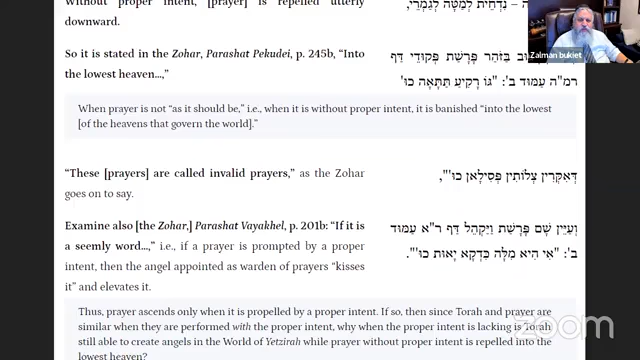 Without proper intent, [prayer] is repelled utterly
downward.
נִדְחֵית לְמַטָּה לְגַמְרֵי,
Zalman bukiet
So it is stated in the Zohar, Parashat Pekudei, p. 245b, “Into
the lowest heaven...,”
בַּזֹּהַר פָּרָשַׁת פְּקוּדֵי דַּף
רמ"ה עַמּוּד ב': "גּוֹ רָקִיעַ תַּתָּאָה כוּ'
When prayer is not “as it should be,” i.e., when it is without proper intent, it is banished “into the lowest
[of the heavens that govern the world].”
“These [prayers] are called invalid prayers,” as the Zohar
goes on to say.
דְּאִקְּרִין צְלוֹתִין פְּסִילָאן כוּ'",
Examine also [the Zohar,] Parashat Vayakhel, p. 201b: “If it is
a seemly word...,” i.e., if a prayer is prompted by a proper
intent, then the angel appointed as warden of prayers “kisses
it” and elevates it.
וְעַיֵּין שָׁם פָּרָשַׁת וַיַּקְהֵל דַּף ר"א עַמּוּד
ב': "אִי הִיא מִלָּה כִּדְקָא יָאוּת כוּ'".
Thus, prayer ascends only when it is propelled by a proper intent. If so, then since Torah and prayer are
similar when they are performed with the proper intent, why when the proper intent is lacking is Torah
still able to create angels in the World of Yetzirah while prayer without proper intent is repelled into the
lowest heaven?
zoom